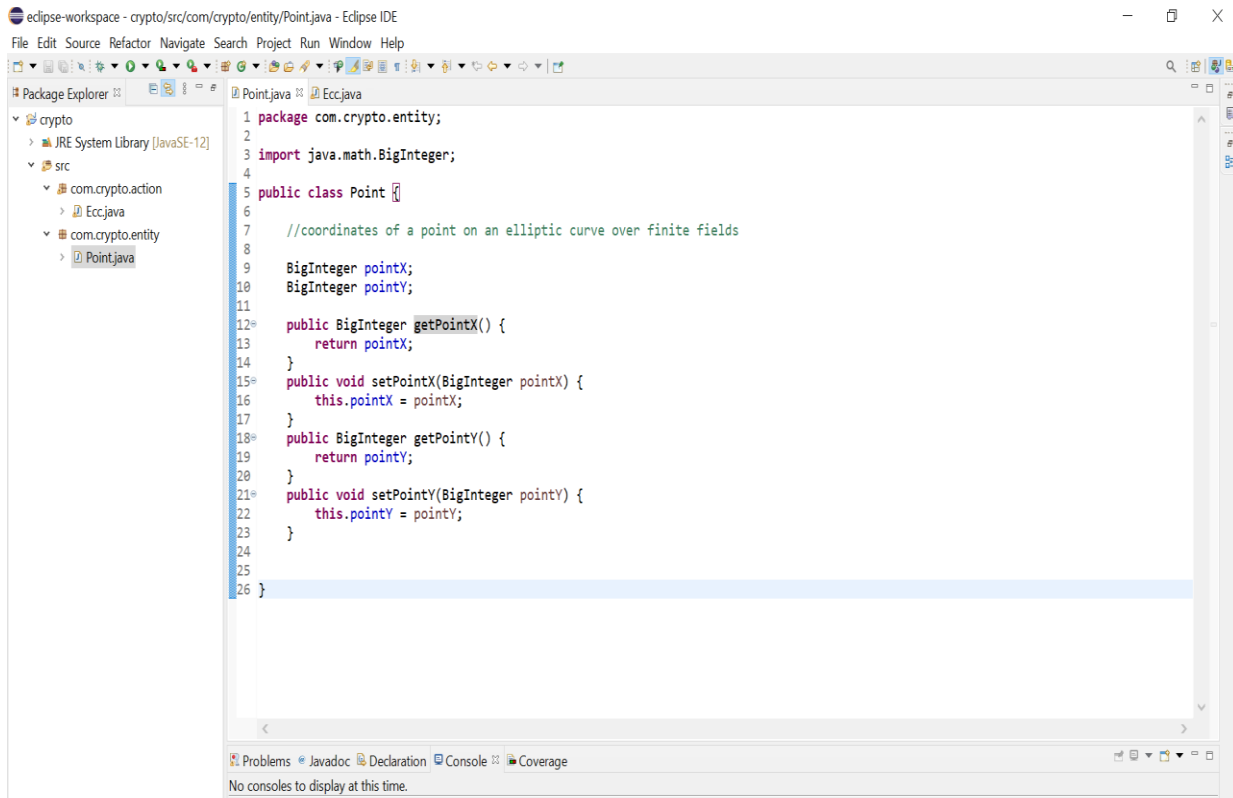 eclipse-workspace - crypto/src/com/crypto/entity/Point.java - Eclipse IDE
File Edit Source Refactor Navigate Search Project Run Window Help
Package Explorer
crypto
JRE System Library [JavaSE-12]
src
com.crypto.action
Ecc.java
com.crypto.entity
Point.java
Point.java Ecc.java
1 package com.crypto.entity;
2
3 import java.math.BigInteger;
4
5 public class Point {
6
7 //coordinates of a point on an elliptic curve over finite fields
8
9 BigInteger pointX;
10 BigInteger pointY;
11
12 public BigInteger getPointX() {
13 return pointX;
14 }
15 public void setPointX(BigInteger pointX) {
16 this.pointX = pointX;
17 }
18 public BigInteger getPointY() {
19 return pointY;
20 }
21 public void setPointY(BigInteger pointY) {
22 this.pointY = pointY;
23 }
24
25
26 }
Problems Javadoc Declaration Console Coverage
No consoles to display at this time.